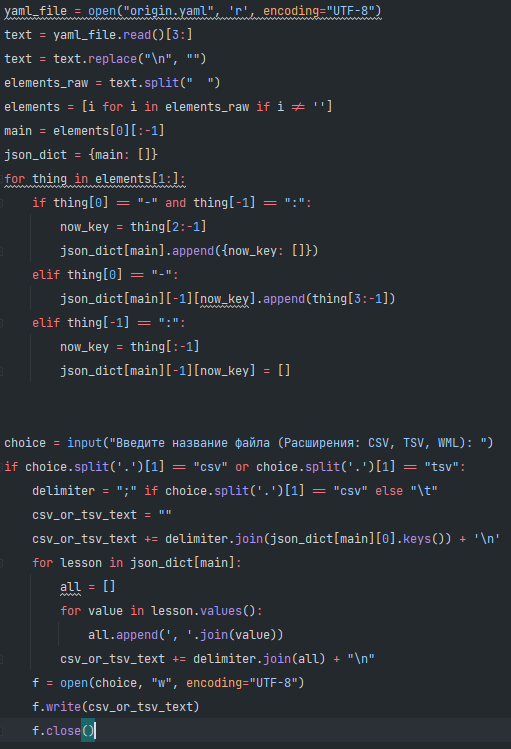 yaml_file = open("origin.yaml", 'r', encoding="UTF-8")
text = yaml_file.read()[3:]
text = text.replace("\n", "")
elements_raw = text.split("  ")
elements = [i for i in elements_raw if i != '']
main = elements[0][:-1]
json_dict = {main: []}
for thing in elements[1:]:
    if thing[0] == "-" and thing[-1] == ":":
        now_key = thing[2:-1]
        json_dict[main].append({now_key: []})
    elif thing[0] == "-":
        json_dict[main][-1][now_key].append(thing[3:-1])
    elif thing[-1] == ":":
        now_key = thing[:-1]
        json_dict[main][-1][now_key] = []
choice = input("Введите название файла (Расширения: CSV, TSV, WML): ")
if choice.split('.')[1] == "csv" or choice.split('.')[1] == "tsv":
    delimiter = ";" if choice.split('.')[1] == "csv" else "\t"
    csv_or_tsv_text = ""
    csv_or_tsv_text += delimiter.join(json_dict[main][0].keys()) + '\n'
    for lesson in json_dict[main]:
        all = []
        for value in lesson.values():
            all.append(', '.join(value))
        csv_or_tsv_text += delimiter.join(all) + "\n"
    f = open(choice, "w", encoding="UTF-8")
    f.write(csv_or_tsv_text)
    f.close()